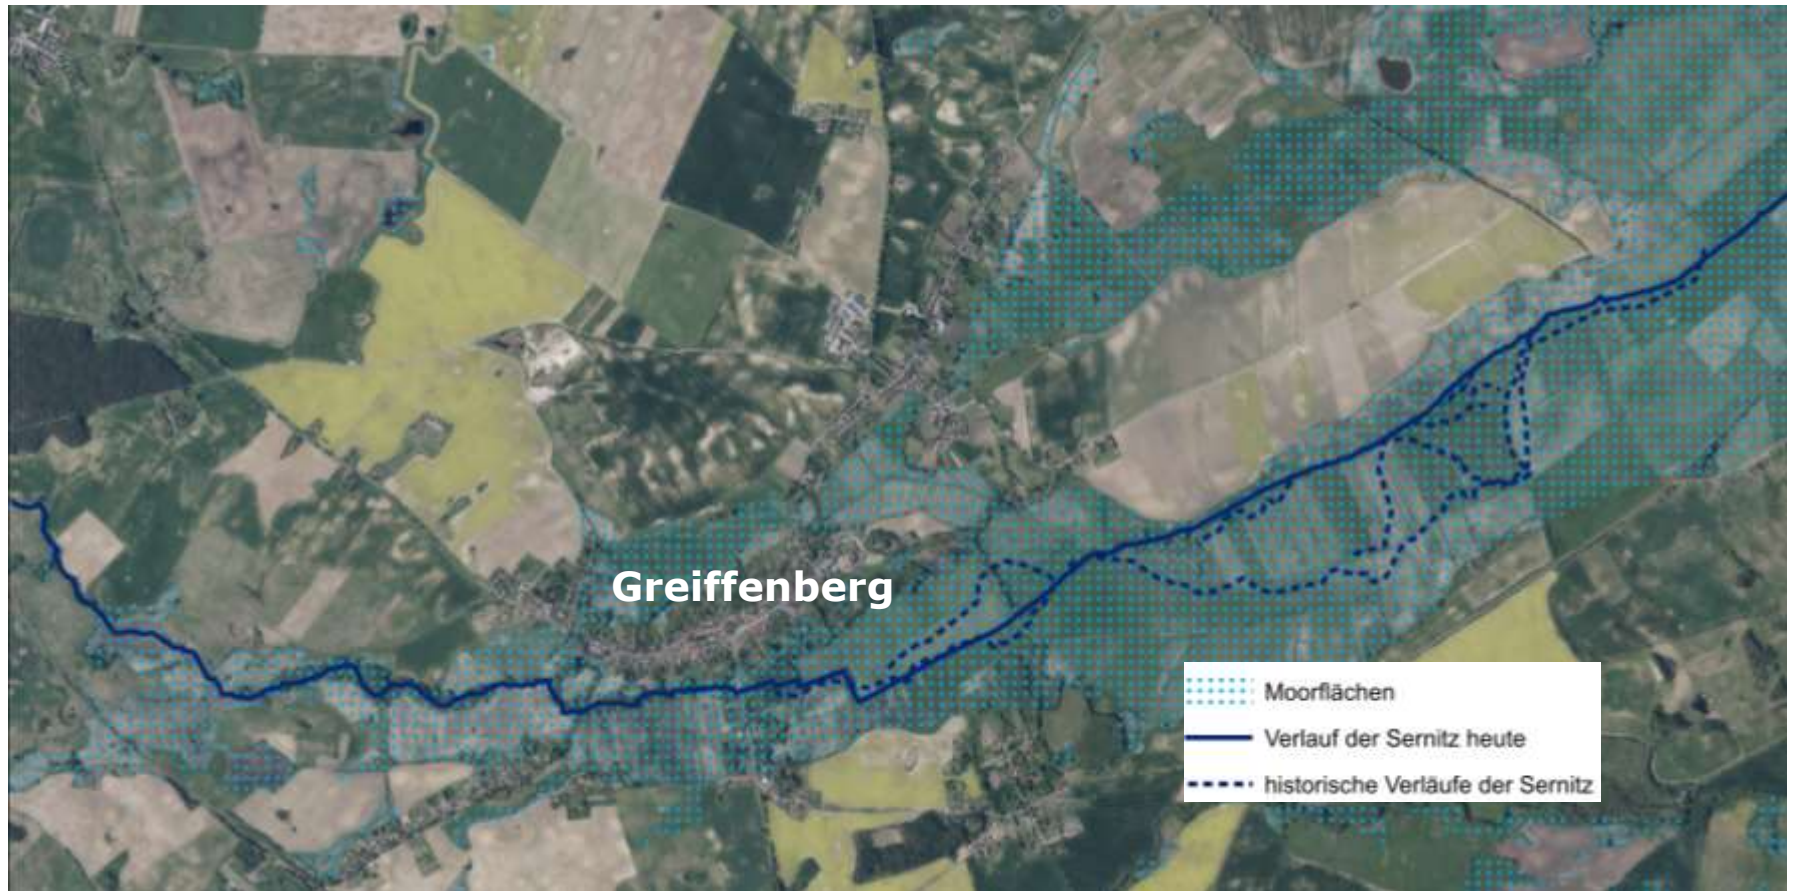 Greiffenberg
Moorflächen
Verlauf der Sernitz heute
historische Verläufe der Sernitz